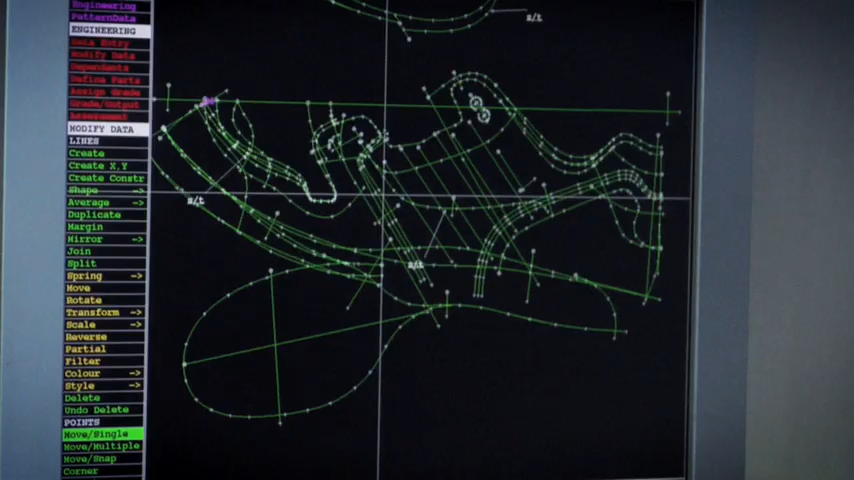 Engineering
PatternData
ENGINEERING
Data Entry
Modify Data
Dependents
Define Parts
Assign Grade
Grade/Output
Assessment
MODIFY DATA
LINES
Create
Create X,Y
Create Constr
Shape ->
Average ->
Duplicate
Margin
Mirror ->
Join
Split
Spring ->
Move
Rotate
Transform ->
Scale ->
Reverse
Partial
Filter
Colour ->
Style ->
Delete
Undo Delete
POINTS
Move/Single
Move/Multiple
Move/Snap
Corner
s/t
s/t
s/t